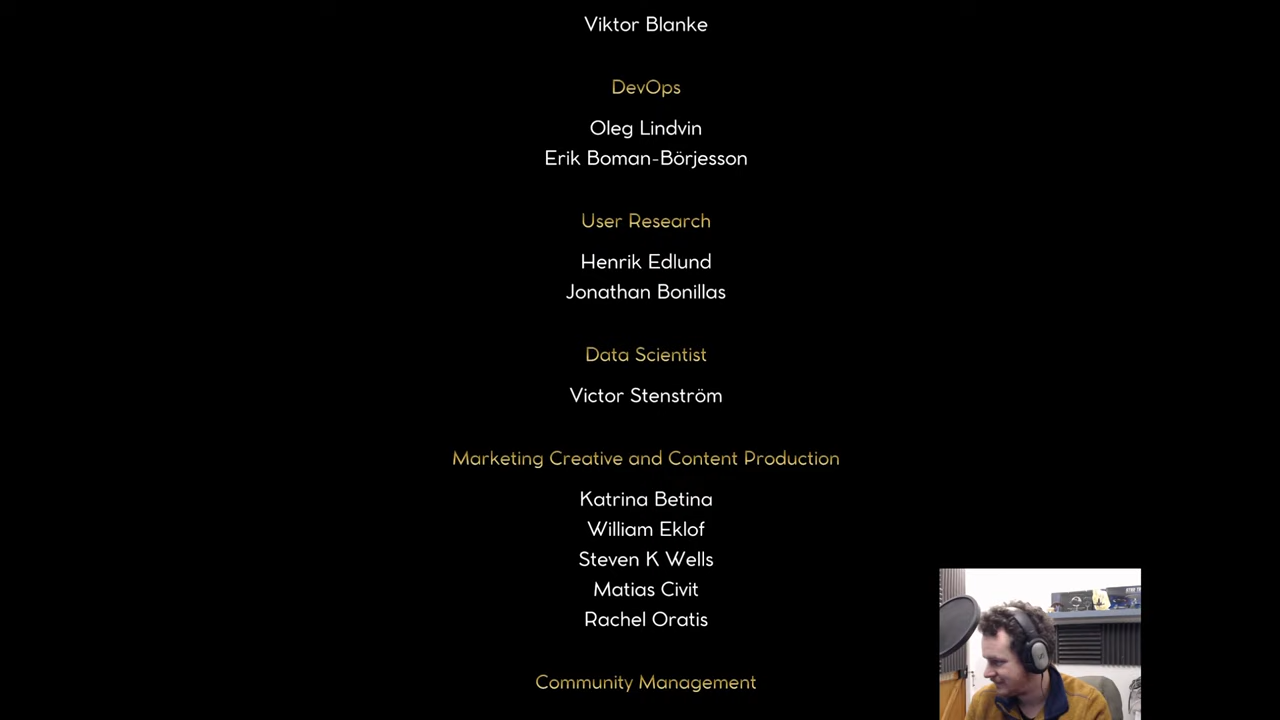 Viktor Blanke
DevOps
Oleg Lindvin
Erik Boman-Börjesson
User Research
Henrik Edlund
Jonathan Bonillas
Data Scientist
Victor Stenström
Marketing Creative and Content Production
Katrina Betina
William Eklof
Steven K Wells
Matias Civit
Rachel Oratis
Community Management